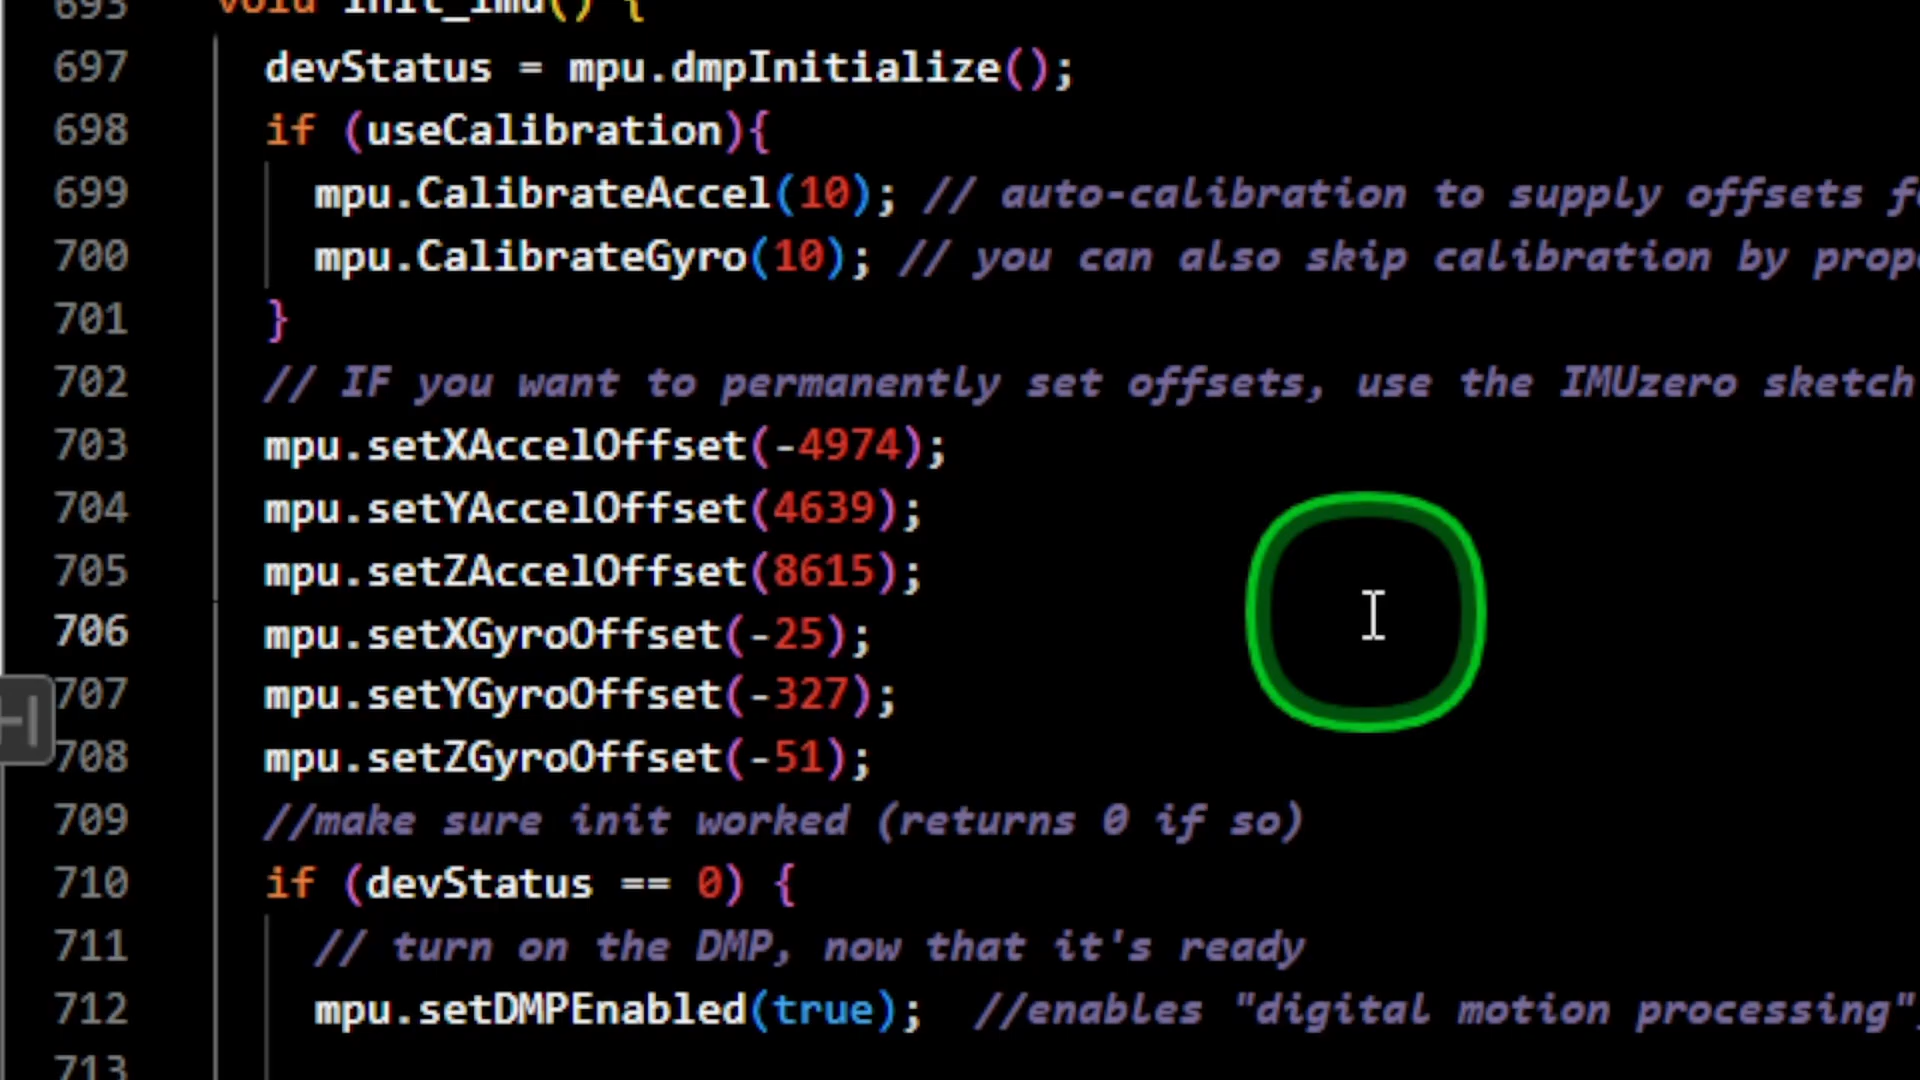 693 void init_imu() {
697 devStatus = mpu.dmpInitialize();
698 if (useCalibration){
699 mpu.CalibrateAccel(10); // auto-calibration to supply offsets
700 mpu.CalibrateGyro(10); // you can also skip calibration by
701 }
702 // IF you want to permanently set offsets, use the IMUzero sketch
703 mpu.setXAccelOffset(-4974);
704 mpu.setYAccelOffset(4639);
705 mpu.setZAccelOffset(8615);
706 mpu.setXGyroOffset(-25);
707 mpu.setYGyroOffset(-327);
708 mpu.setZGyroOffset(-51);
709 //make sure init worked (returns 0 if so)
710 if (devStatus == 0) {
711 // turn on the DMP, now that it's ready
712 mpu.setDMPEnabled(true); //enables "digital motion processing"
713